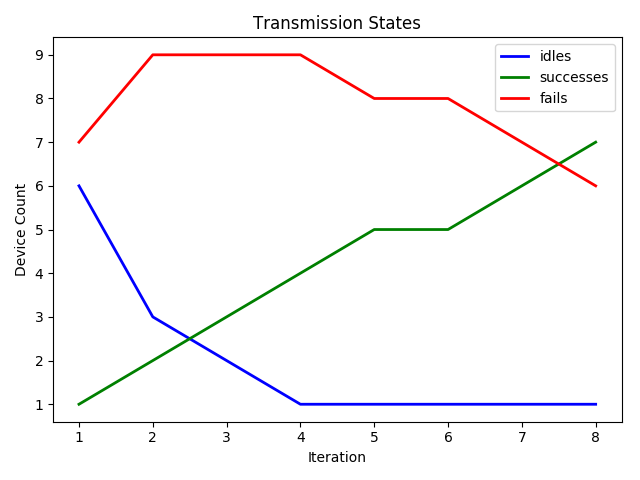 Transmission States
idles
successes
fails
Device Count
9
8
7
6
5
4
3
2
1
1 2 3 4 5 6 7 8
Iteration